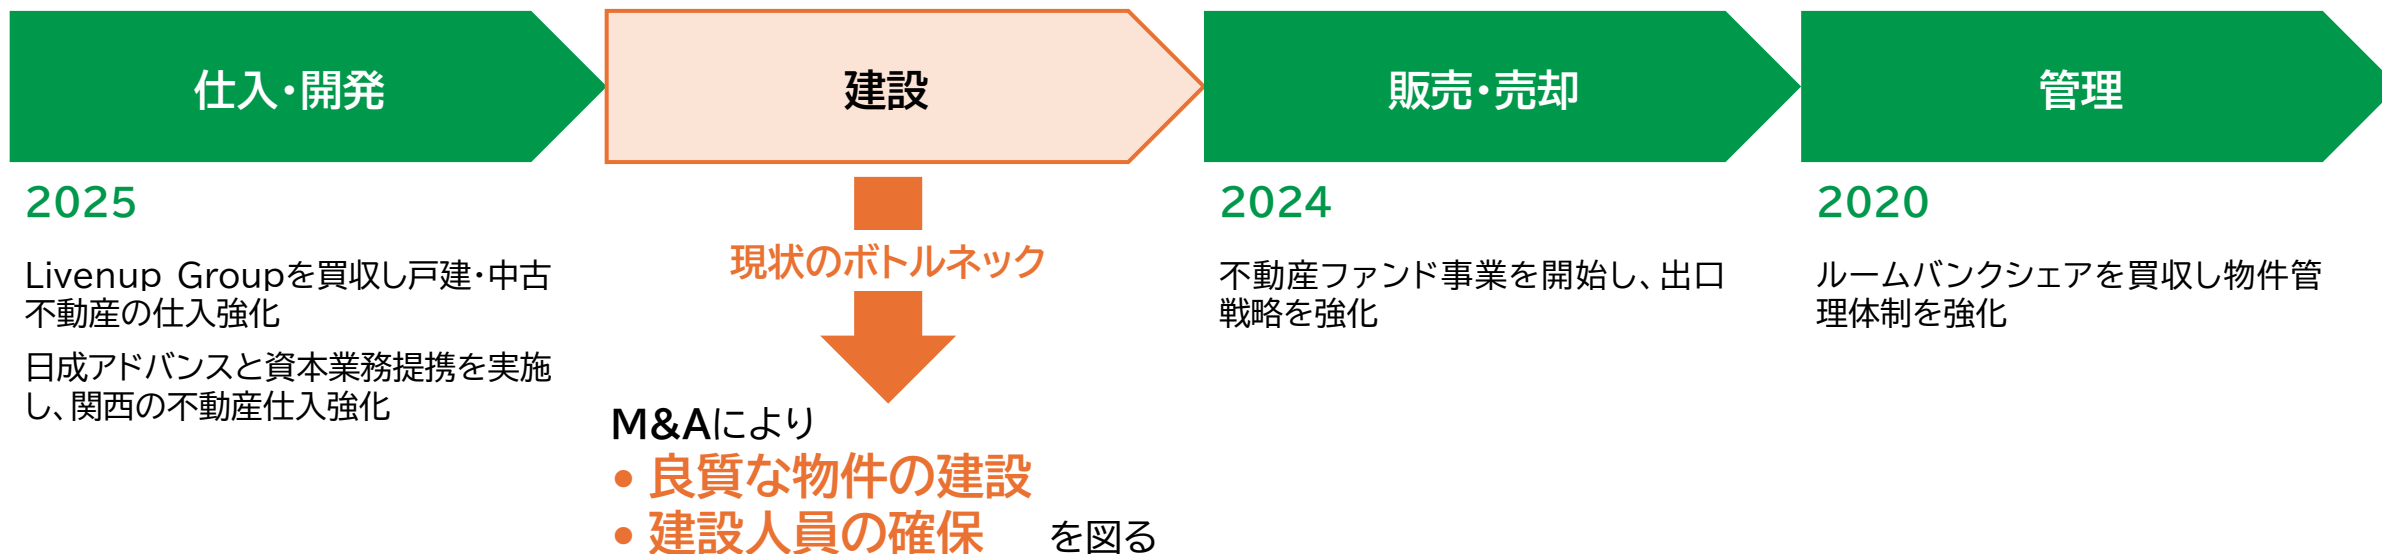 仕入・開発
建設
販売・売却
管理
2025
Livenup Groupを買収し戸建・中古
不動産の仕入強化
日成アドバンスと資本業務提携を実施
し、関西の不動産仕入強化
現状のボトルネック
M&Aにより
• 良質な物件の建設
• 建設人員の確保 を図る
2024
不動産ファンド事業を開始し、出口
戦略を強化
2020
ルームバンクシェアを買収し物件管
理体制を強化